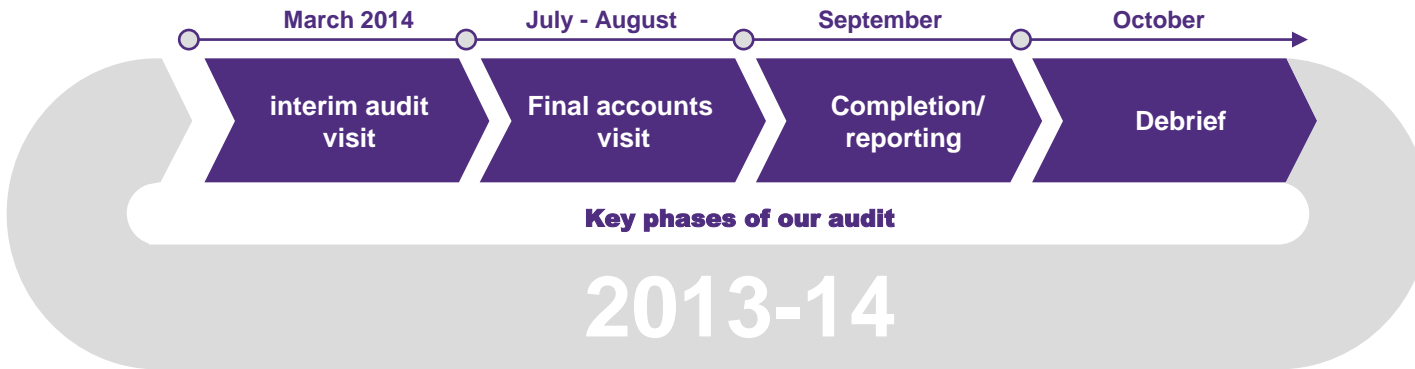 March 2014
July - August
September
October
interim audit
visit
Final accounts
visit
Completion/
reporting
Debrief
Key phases of our audit
2013-14